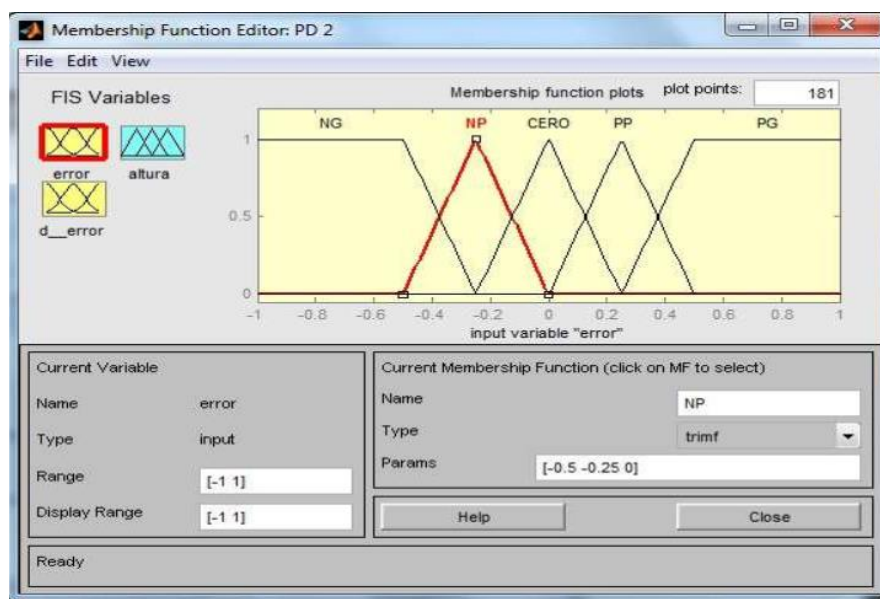 Membership Function Editor: PD 2
File Edit View
FIS Variables
Membership function plots plot points: 181
NG NP CERO PP PG
1
0.5
0
error altura
d__error
-1 -0.8 -0.6 -0.4 -0.2 0 0.2 0.4 0.6 0.8 1
input variable "error"
Current Variable
Name error
Type input
Range [-1 1]
Display Range [-1 1]
Current Membership Function (click on MF to select)
Name NP
Type trimf
Params [-0.5 -0.25 0]
Help Close
Ready